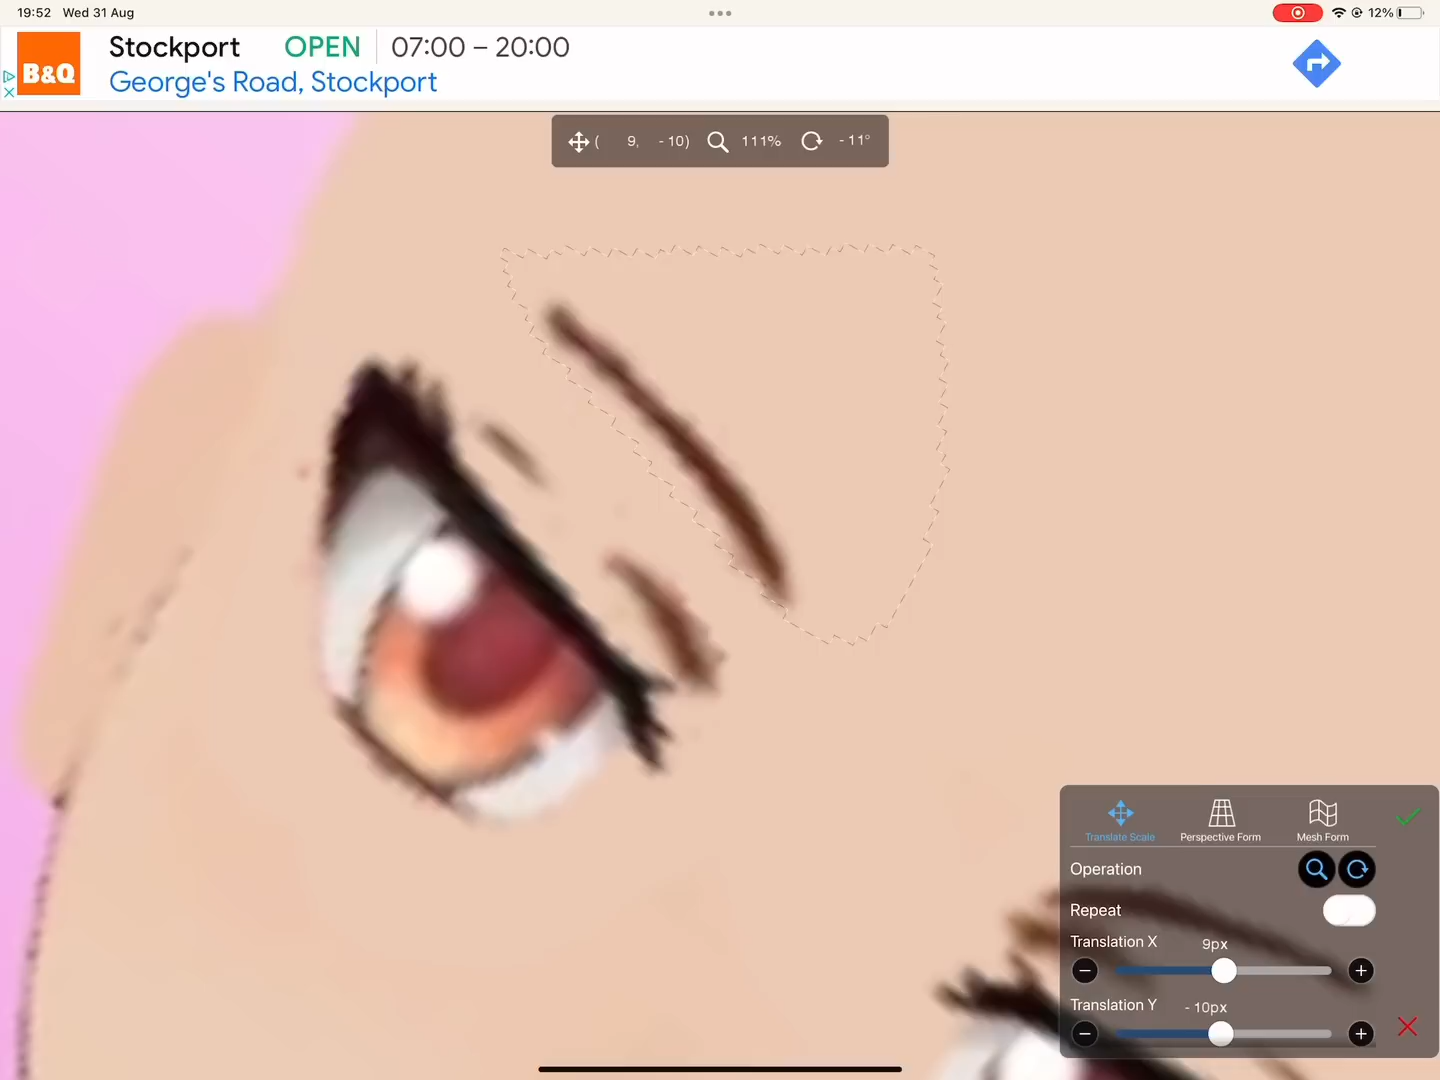 19:52 Wed 31 Aug
12%
B&Q
Stockport OPEN 07:00 – 20:00
George's Road, Stockport
( 9, -10) 111% -11°
Translate Scale Perspective Form Mesh Form
Operation
Repeat
Translation X 9px
Translation Y -10px